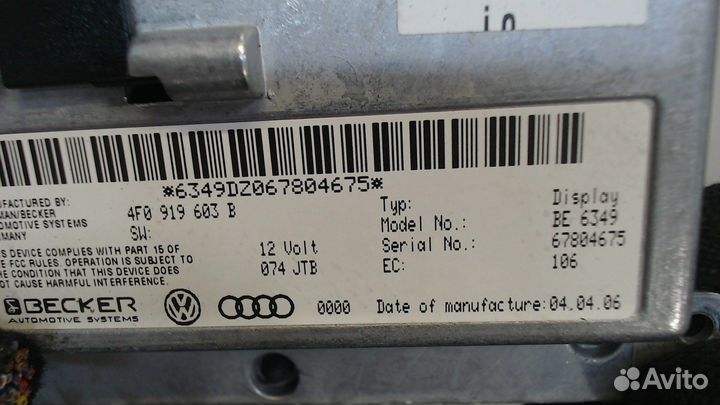 in
*6349DZ067804675*
MANUFACTURED BY:
MAN/BECKER
OMOTIVE SYSTEMS
MANY
4F0 919 603 B
SW:
12 Volt
074 JTB
Typ: Display
Model No.: BE 6349
Serial No.: 67804675
EC: 106
S DEVICE COMPLIES WITH PART 15 OF
E FCC RULES. OPERATION IS SUBJECT TO
THE CONDITION THAT THIS DEVICE DOES
OT CAUSE HARMFUL INTERFERENCE.
BECKER
AUTOMOTIVE SYSTEMS
0000
Date of manufacture: 04.04.06
Avito